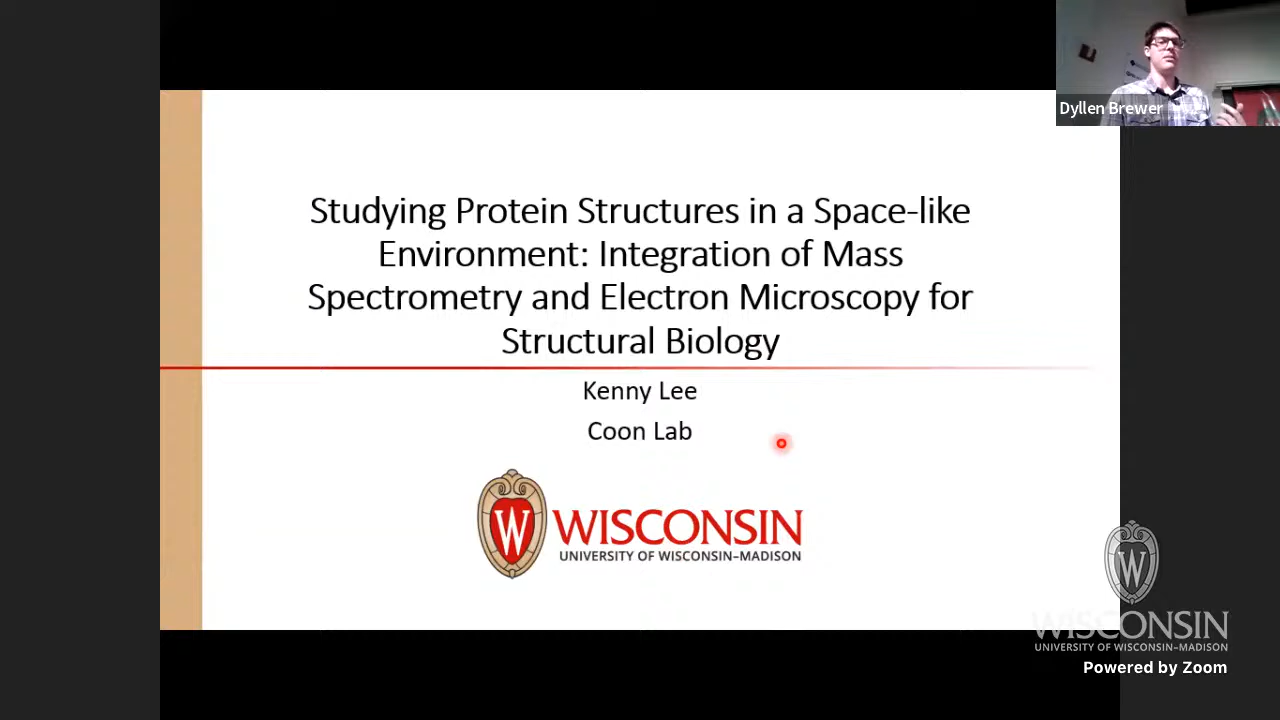 Dyllen Brewer
Studying Protein Structures in a Space-like
Environment: Integration of Mass
Spectrometry and Electron Microscopy for
Structural Biology
Kenny Lee
Coon Lab
W
WISCONSIN
UNIVERSITY OF WISCONSIN–MADISON
W
WISCONSIN
UNIVERSITY OF WISCONSIN–MADISON
Powered by Zoom